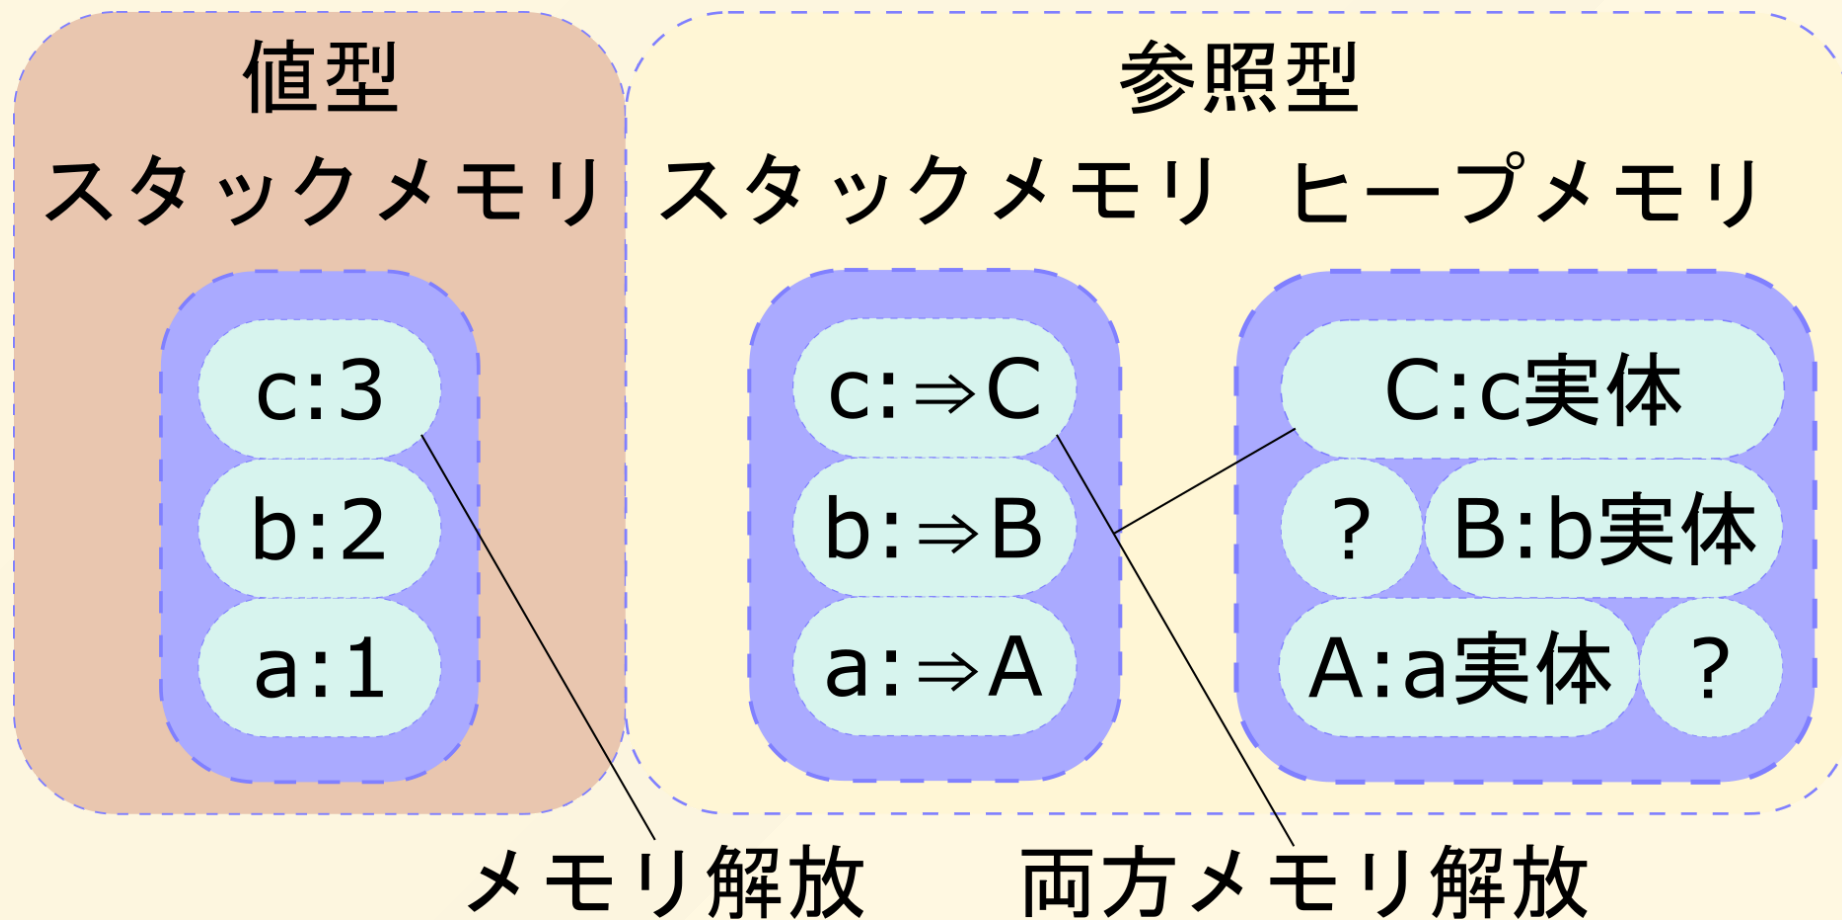 値型
スタックメモリ
c:3
b:2
a:1
参照型
スタックメモリ ヒープメモリ
c:⇒C
b:⇒B
a:⇒A
C:c実体
? B:b実体
A:a実体 ?
メモリ解放
両方メモリ解放